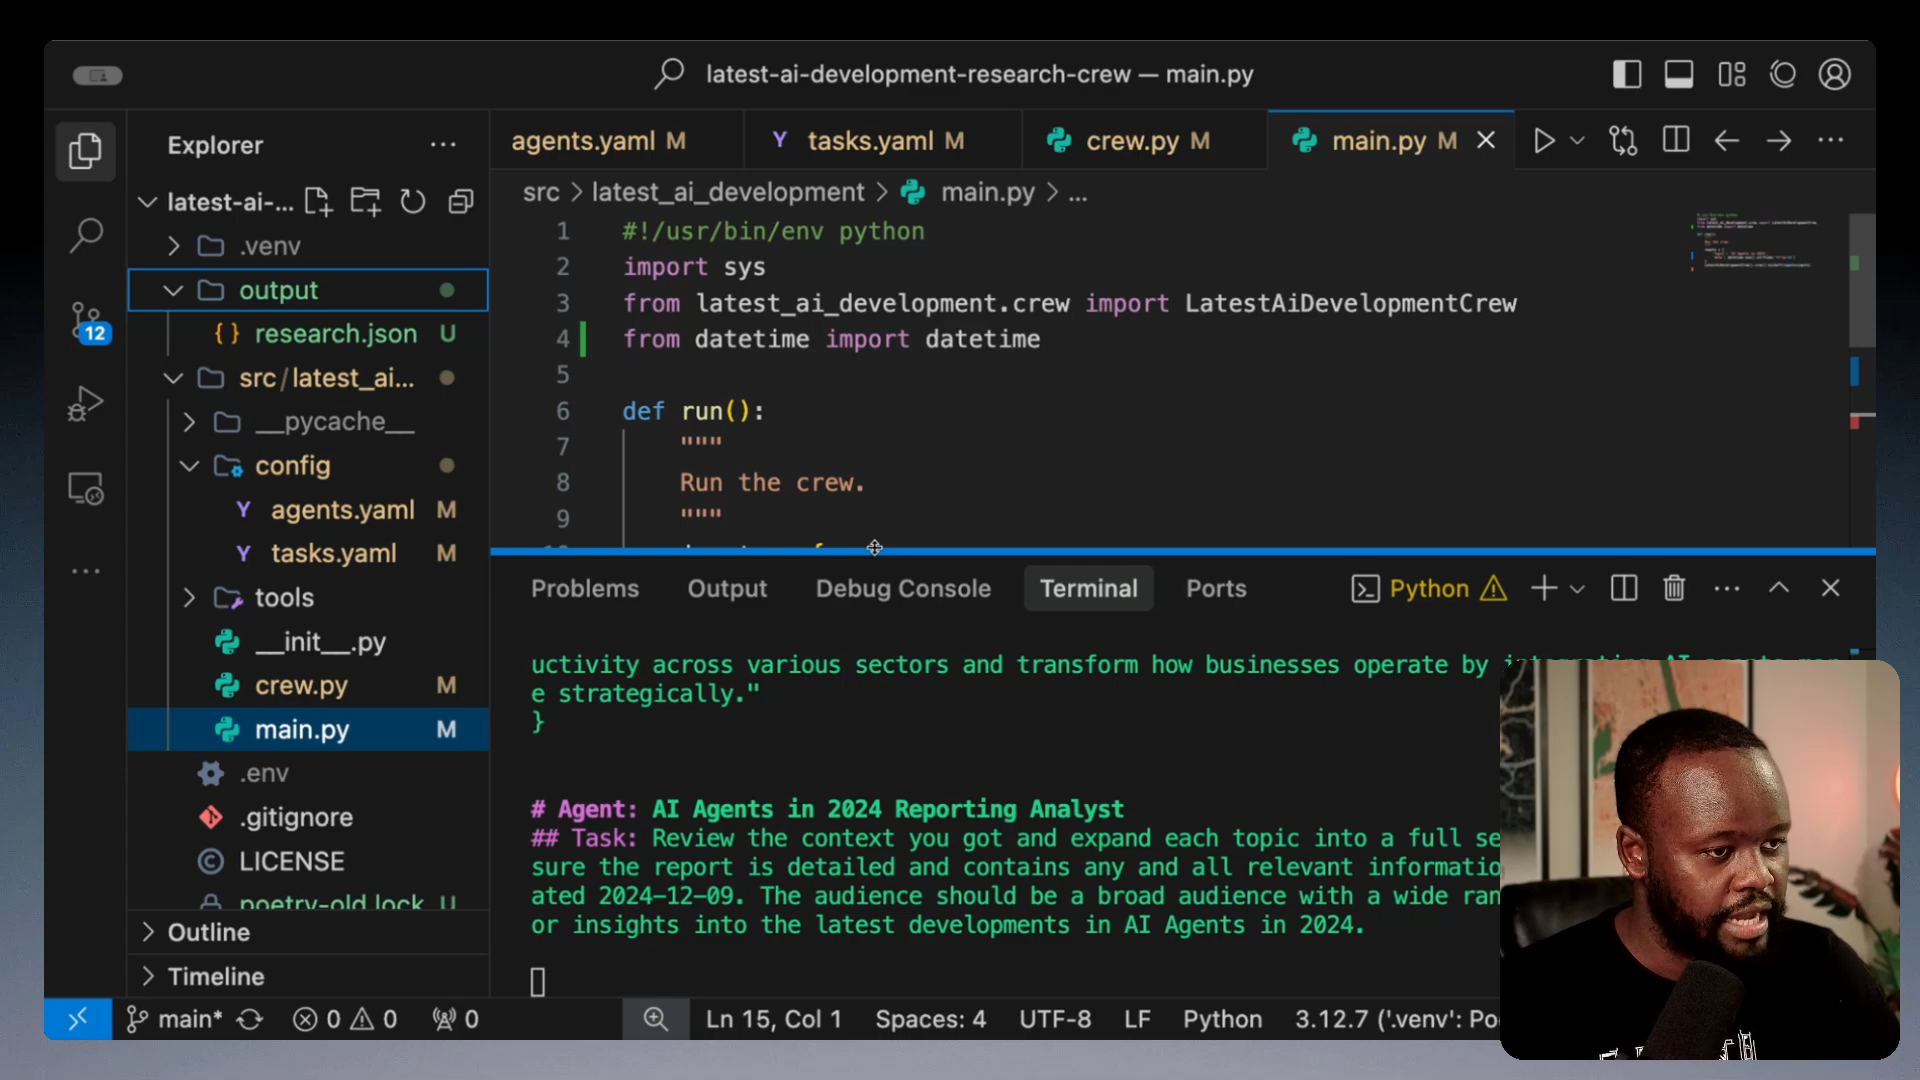 latest-ai-development-research-crew — main.py
Explorer
latest-ai-...
.venv
output
research.json U
src/latest_ai...
__pycache__
config
agents.yaml M
tasks.yaml M
tools
__init__.py
crew.py M
main.py M
.env
.gitignore
LICENSE
poetry-old.lock U
Outline
Timeline
12
agents.yaml M
tasks.yaml M
crew.py M
main.py M
src > latest_ai_development > main.py > ...
1 #!/usr/bin/env python
2 import sys
3 from latest_ai_development.crew import LatestAiDevelopmentCrew
4 from datetime import datetime
5
6 def run():
7 """
8 Run the crew.
9 """
Problems Output Debug Console Terminal Ports Python
uctivity across various sectors and transform how businesses operate by integrating AI agents
e strategically."
}
# Agent: AI Agents in 2024 Reporting Analyst
## Task: Review the context you got and expand each topic into a full se
sure the report is detailed and contains any and all relevant informatio
ated 2024-12-09. The audience should be a broad audience with a wide ran
or insights into the latest developments in AI Agents in 2024.
main* 0 0 0 Ln 15, Col 1 Spaces: 4 UTF-8 LF Python 3.12.7 ('.venv': Po